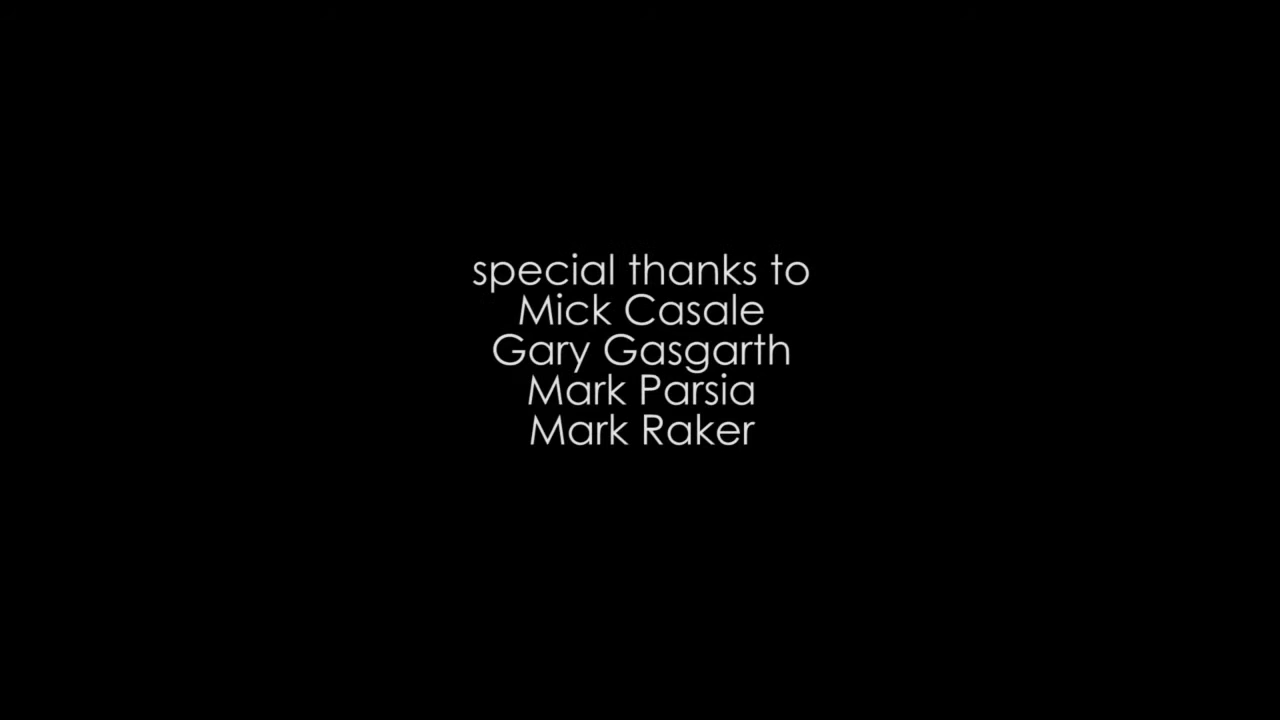 special thanks to
Mick Casale
Gary Gasgarth
Mark Parsia
Mark Raker